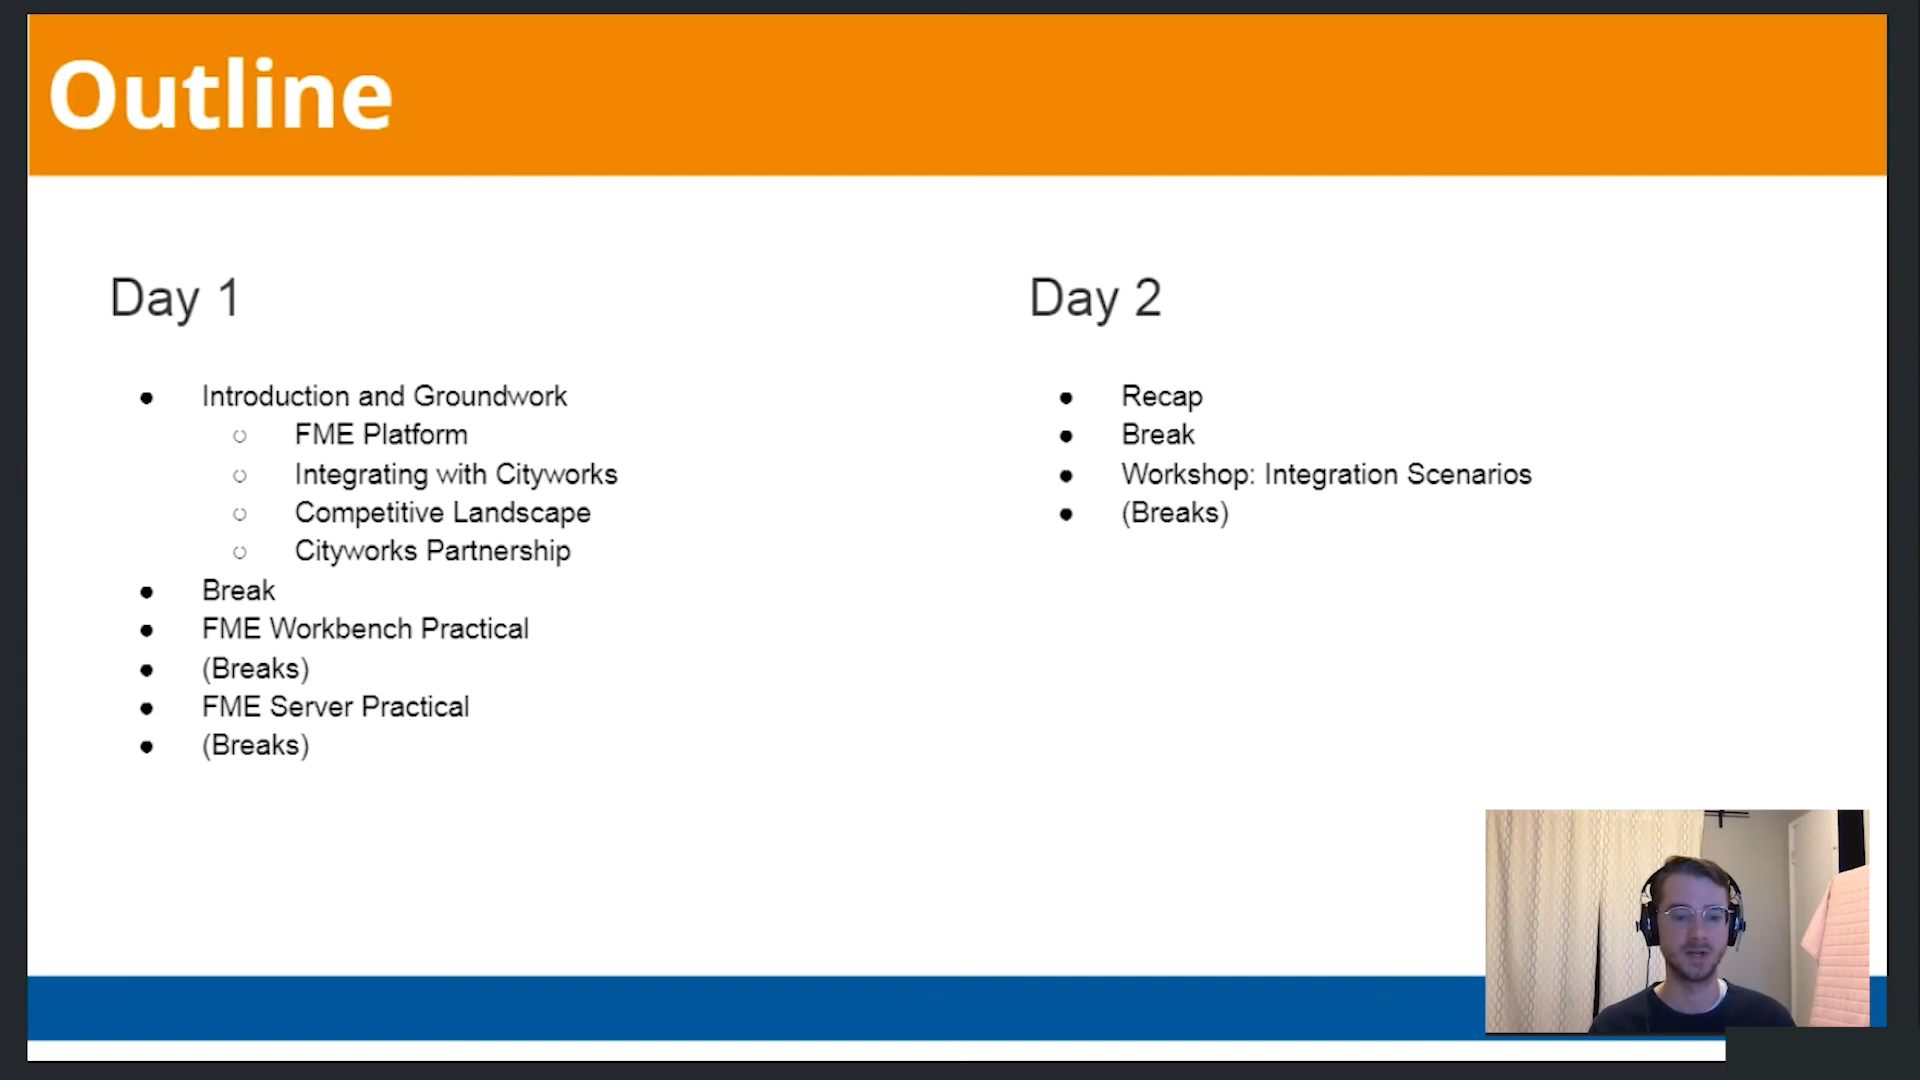 Outline
Day 1
● Introduction and Groundwork
○ FME Platform
○ Integrating with Cityworks
○ Competitive Landscape
○ Cityworks Partnership
● Break
● FME Workbench Practical
● (Breaks)
● FME Server Practical
● (Breaks)
Day 2
● Recap
● Break
● Workshop: Integration Scenarios
● (Breaks)